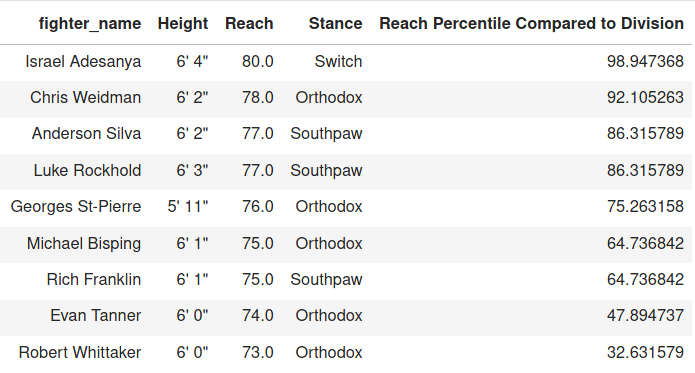 fighter_name Height Reach Stance Reach Percentile Compared to Division
Israel Adesanya 6' 4" 80.0 Switch 98.947368
Chris Weidman 6' 2" 78.0 Orthodox 92.105263
Anderson Silva 6' 2" 77.0 Southpaw 86.315789
Luke Rockhold 6' 3" 77.0 Southpaw 86.315789
Georges St-Pierre 5' 11" 76.0 Orthodox 75.263158
Michael Bisping 6' 1" 75.0 Orthodox 64.736842
Rich Franklin 6' 1" 75.0 Southpaw 64.736842
Evan Tanner 6' 0" 74.0 Orthodox 47.894737
Robert Whittaker 6' 0" 73.0 Orthodox 32.631579